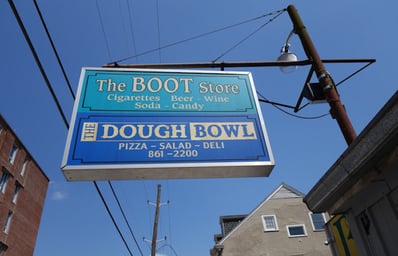 The BOOT Store
Cigarettes Beer - Wine
Soda - Candy
THE DOUGH BOWL
PIZZA - SALAD - DELI
861-2200